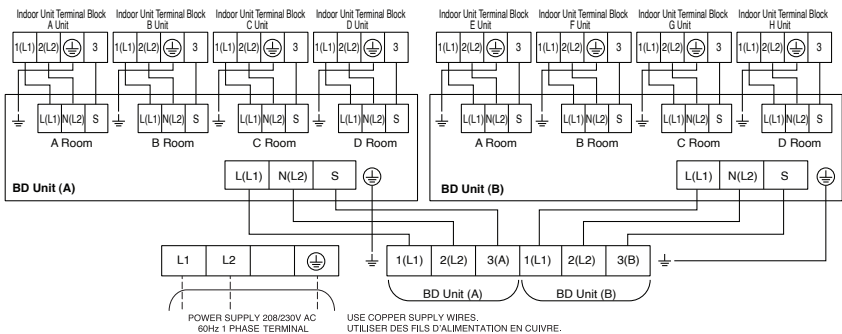 Indoor Unit Terminal Block Indoor Unit Terminal Block Indoor Unit Terminal Block Indoor Unit Terminal Block Indoor Unit Terminal Block Indoor Unit Terminal Block Indoor Unit Terminal Block Indoor Unit Terminal Block
A Unit B Unit C Unit D Unit E Unit F Unit G Unit H Unit
1(L1) 2(L2) 3 1(L1) 2(L2) 3 1(L1) 2(L2) 3 1(L1) 2(L2) 3 1(L1) 2(L2) 3 1(L1) 2(L2) 3 1(L1) 2(L2) 3 1(L1) 2(L2) 3
L(L1) N(L2) S L(L1) N(L2) S L(L1) N(L2) S L(L1) N(L2) S L(L1) N(L2) S L(L1) N(L2) S L(L1) N(L2) S L(L1) N(L2) S
A Room B Room C Room D Room A Room B Room C Room D Room
L(L1) N(L2) S L(L1) N(L2) S
BD Unit (A) BD Unit (B)
L1 L2 1(L1) 2(L2) 3(A) 1(L1) 2(L2) 3(B)
BD Unit (A) BD Unit (B)
POWER SUPPLY 208/230V AC
60Hz 1 PHASE TERMINAL
USE COPPER SUPPLY WIRES.
UTILISER DES FILS D'ALIMENTATION EN CUIVRE.